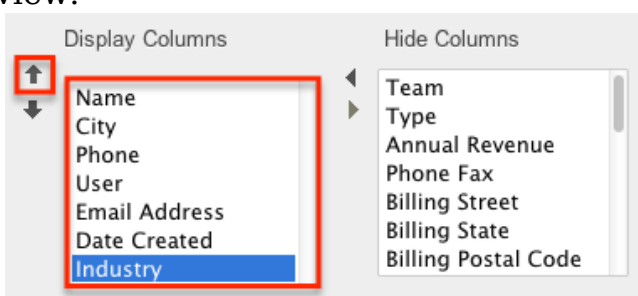 view.
Display Columns
Hide Columns
Name
City
Phone
User
Email Address
Date Created
Industry
Team
Type
Annual Revenue
Phone Fax
Billing Street
Billing State
Billing Postal Code